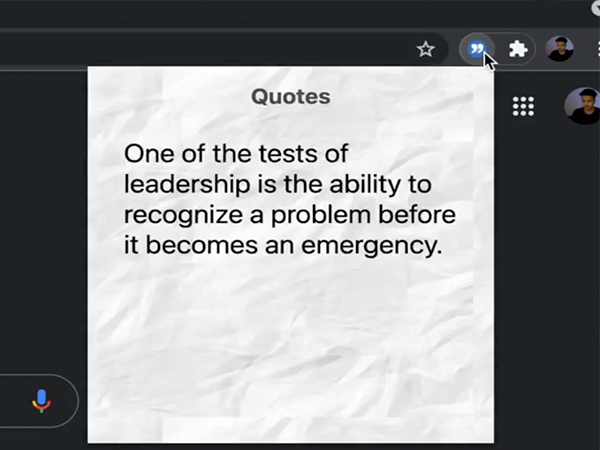 Quotes
One of the tests of
leadership is the ability to
recognize a problem before
it becomes an emergency.